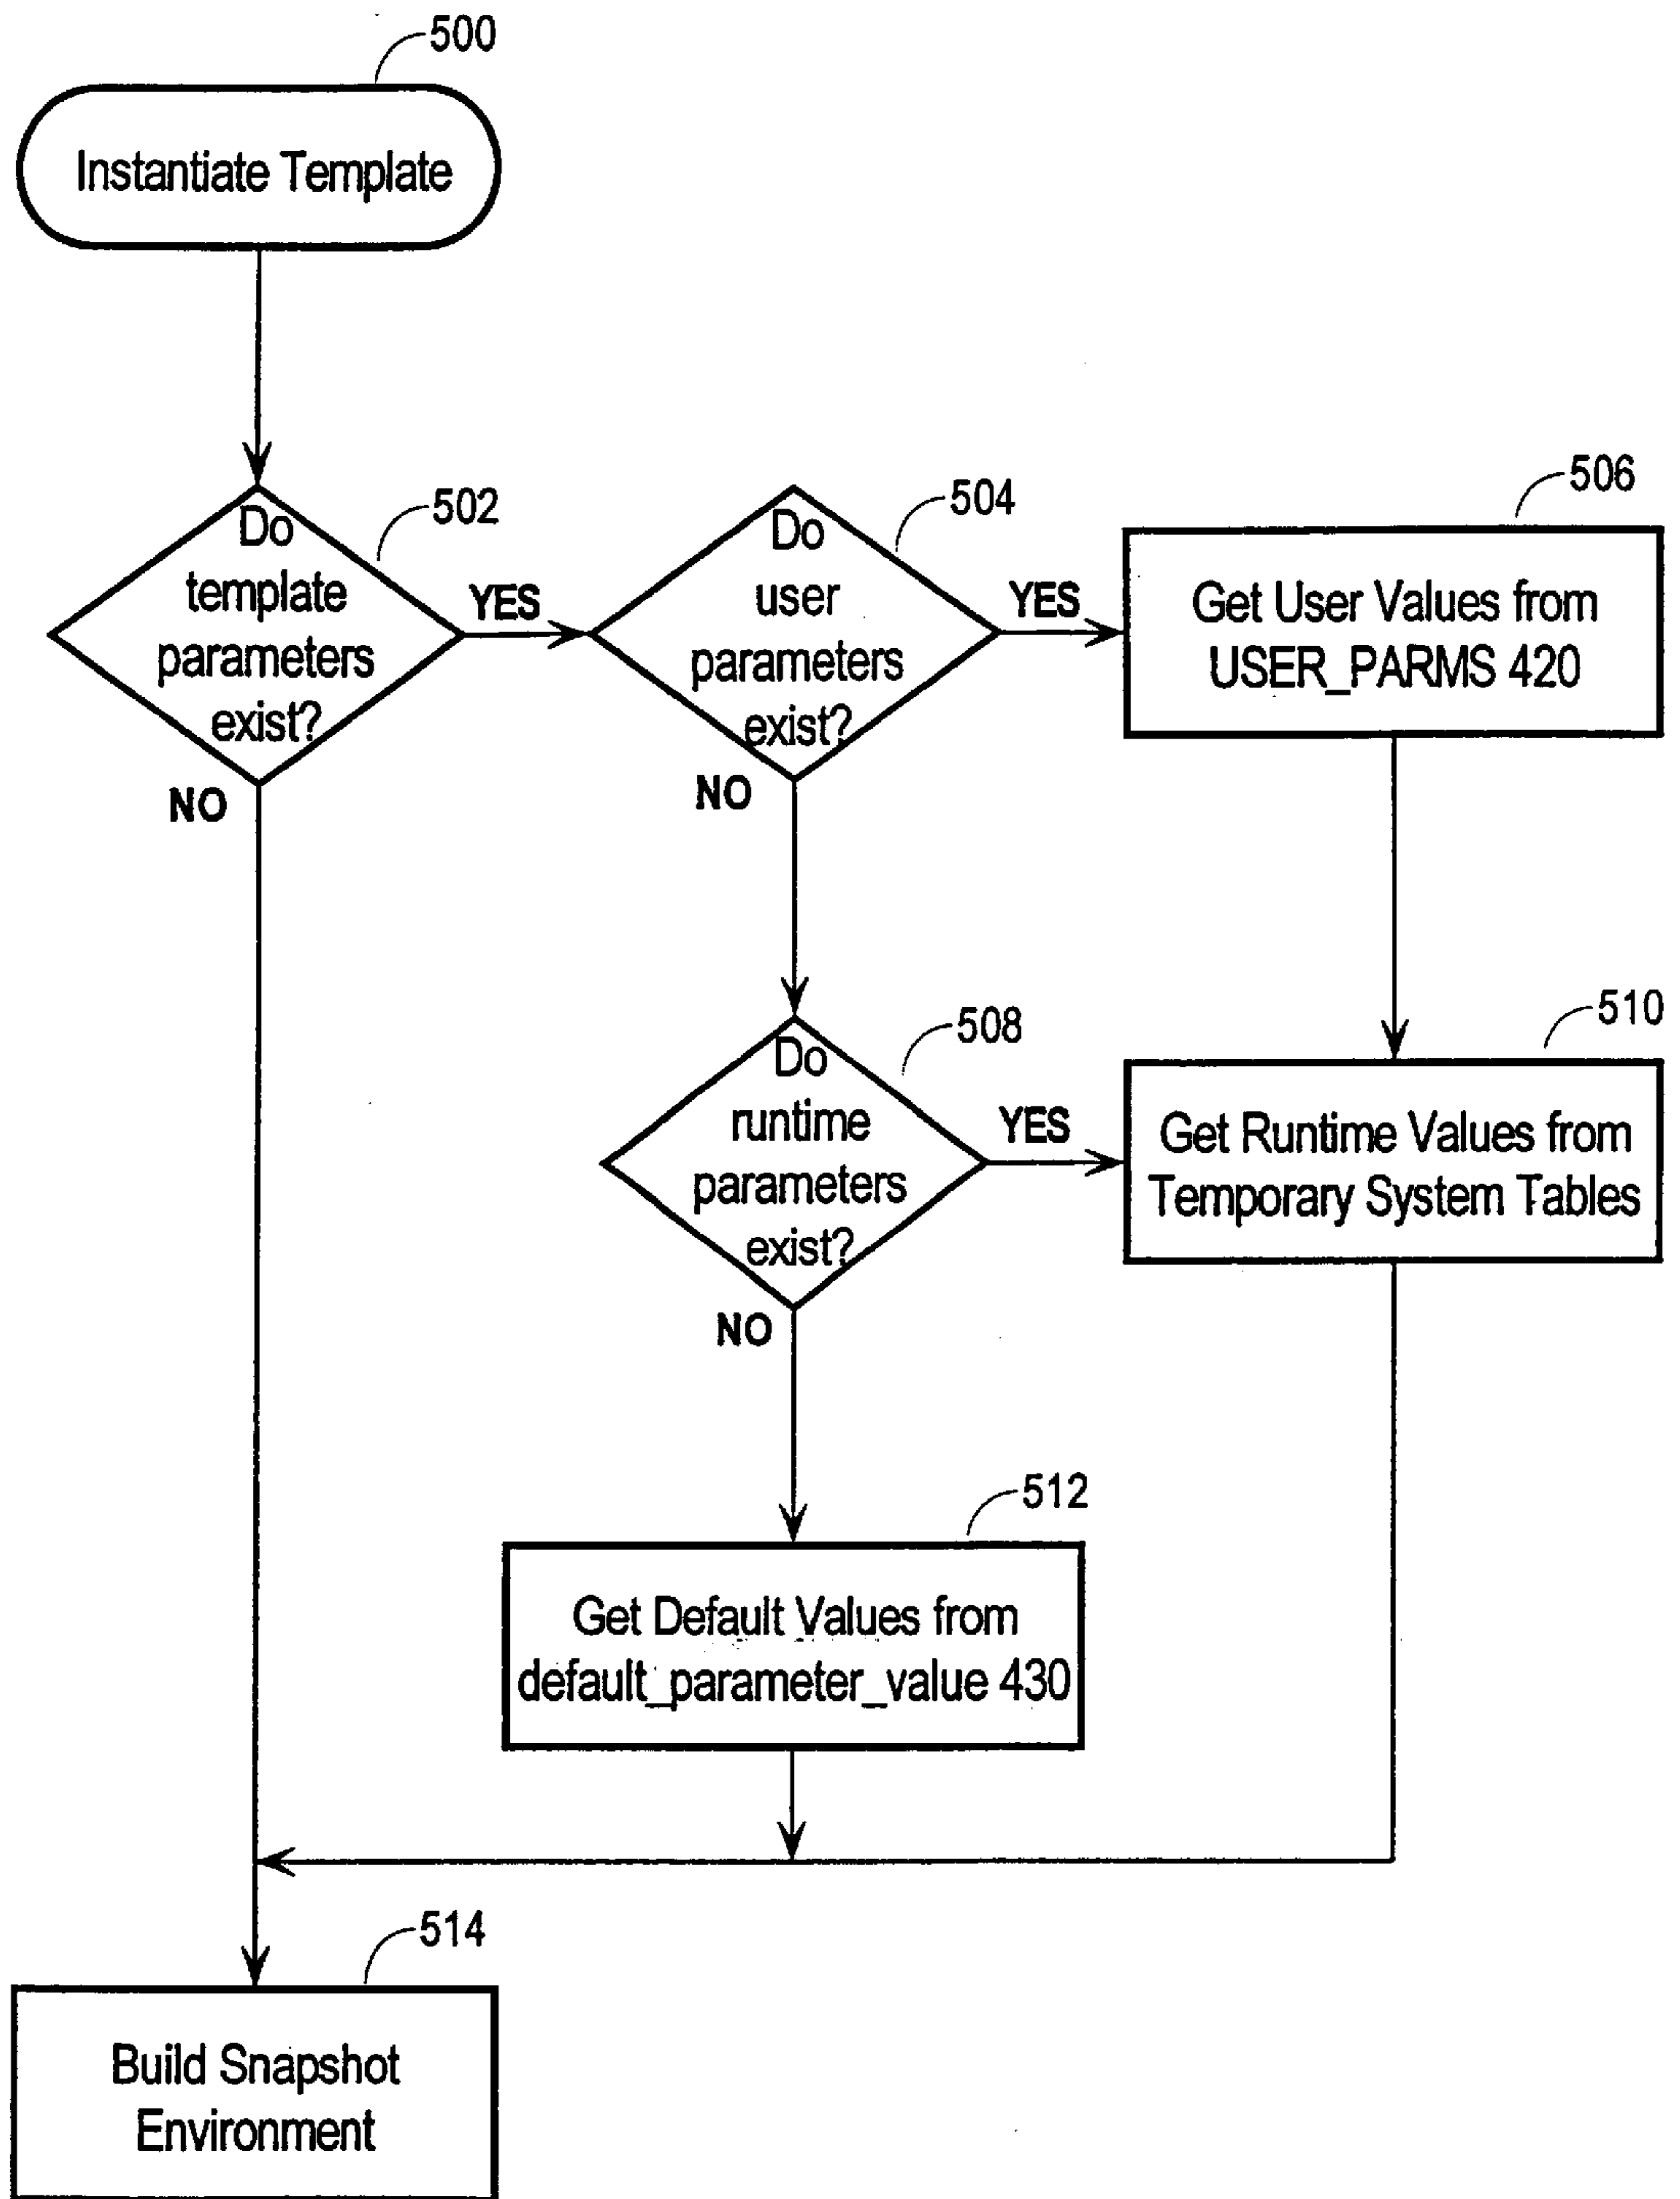 500
Instantiate Template
502
Do
template
parameters
exist?
YES
NO
504
Do
user
parameters
exist?
YES
NO
506
Get User Values from
USER_PARMS 420
508
Do
runtime
parameters
exist?
YES
NO
510
Get Runtime Values from
Temporary System Tables
512
Get Default Values from
default_parameter_value 430
514
Build Snapshot
Environment